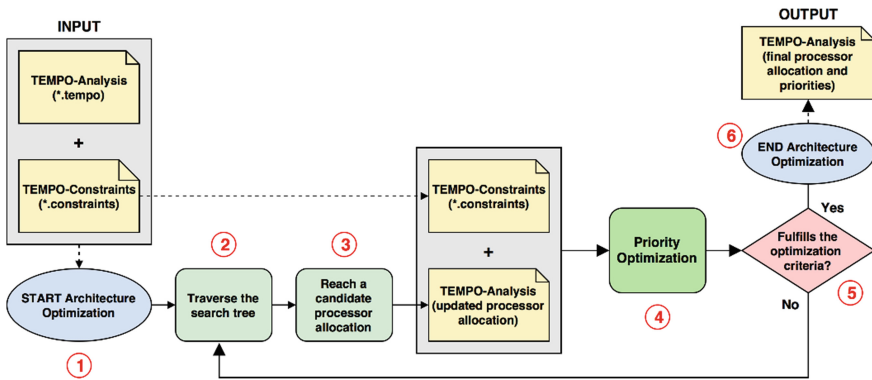 INPUT
TEMPO-Analysis
(*.tempo)
+
TEMPO-Constraints
(*.constraints)
START Architecture
Optimization
1
2
Traverse the
search tree
3
Reach a
candidate
processor
allocation
TEMPO-Constraints
(*.constraints)
+
TEMPO-Analysis
(updated processor
allocation)
Priority
Optimization
4
Fulfills the
optimization
criteria?
5
Yes
No
6
END Architecture
Optimization
OUTPUT
TEMPO-Analysis
(final processor
allocation and
priorities)